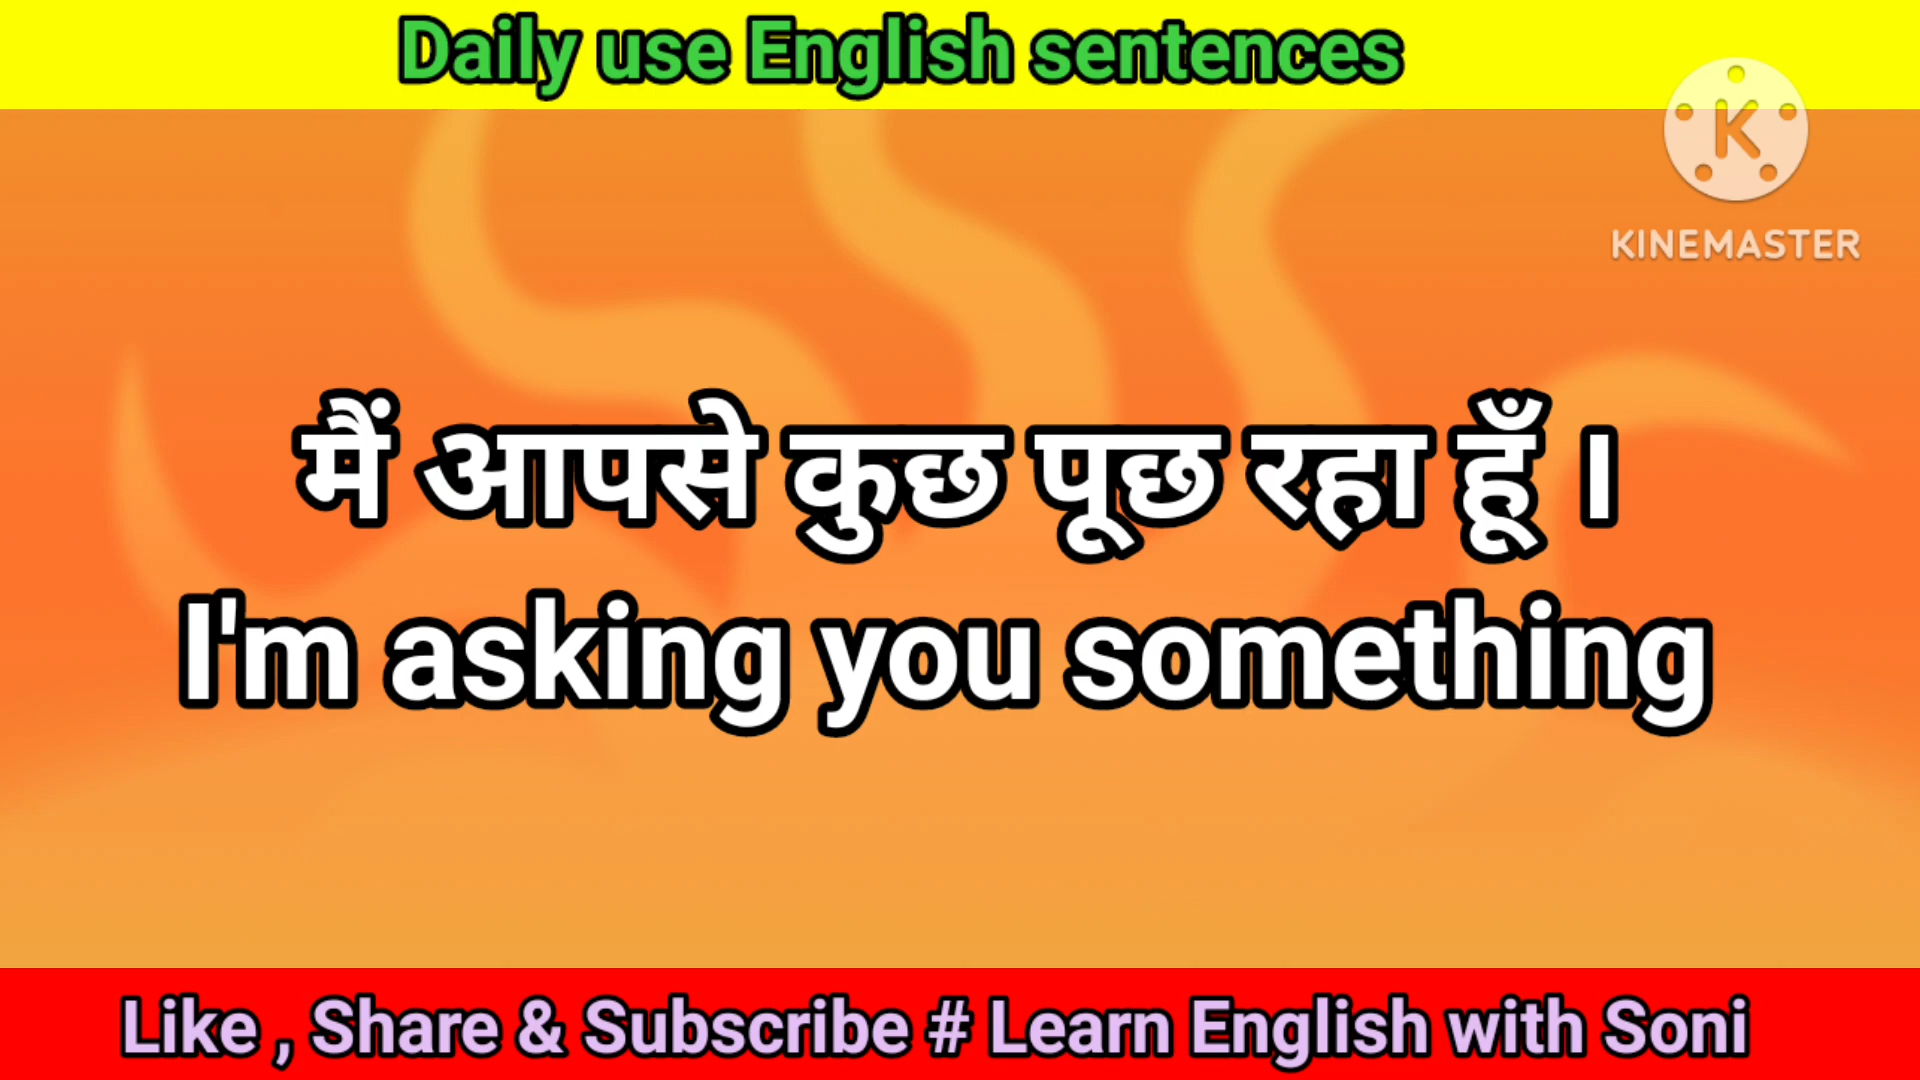 Daily use English sentences
K
KINEMASTER
मैं आपसे कुछ पूछ रहा हूँ ।
I'm asking you something
Like , Share & Subscribe # Learn English with Soni